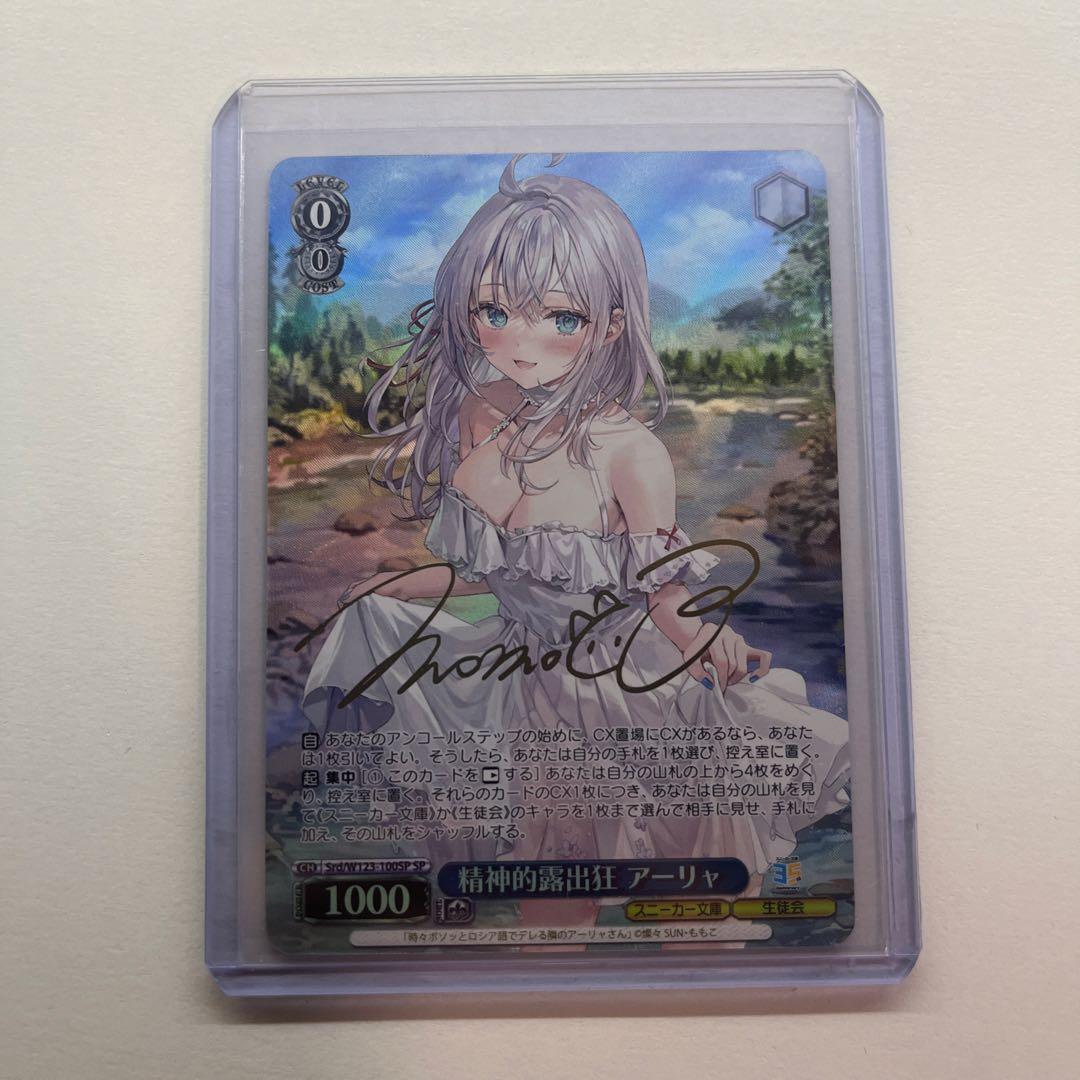 LEVEL
0
0
COST
momoco
自 あなたのアンコールステップの始めに、CX置場にCXがあるなら、あなた
は1枚引いてよい。そうしたら、あなたは自分の手札を1枚選び、控え室に置く。
起 集中 [① このカードを する] あなたは自分の山札の上から4枚をめく
り、控え室に置く。それらのカードのCX1枚につき、あなたは自分の山札を見
て《スニーカー文庫》か《生徒会》のキャラを1枚まで選んで相手に見せ、手札に
加え、その山札をシャッフルする。
CH Srd/W123-100SP SP
1000
精神的露出狂 アーリャ
スニーカー文庫 生徒会
「時々ボソッとロシア語でデレる隣のアーリャさん」©燦々SUN・ももこ